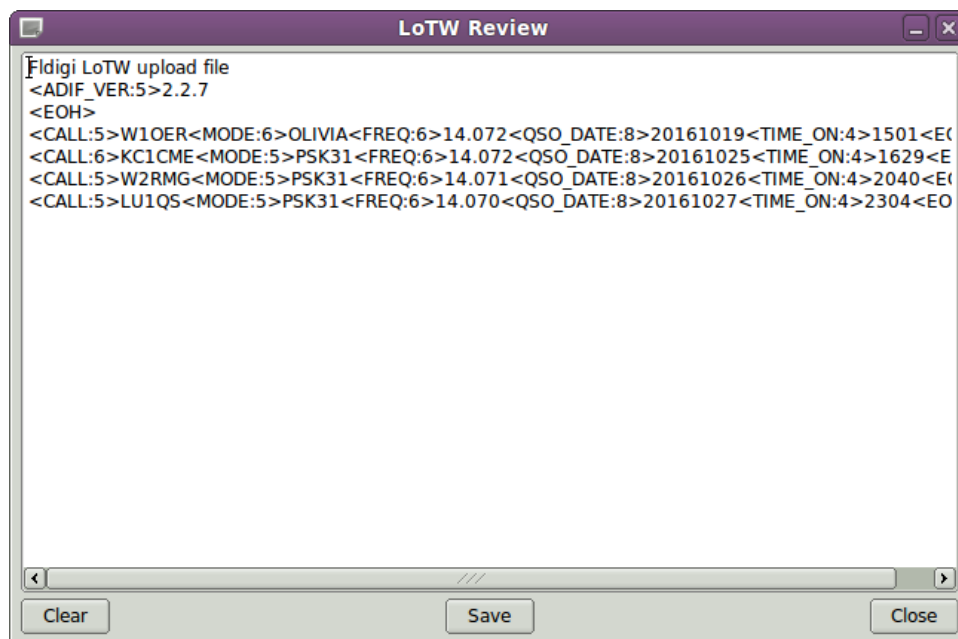 LoTW Review
Fldigi LoTW upload file
<ADIF_VER:5>2.2.7
<EOH>
<CALL:5>W1OER<MODE:6>OLIVIA<FREQ:6>14.072<QSO_DATE:8>20161019<TIME_ON:4>1501<E
<CALL:6>KC1CME<MODE:5>PSK31<FREQ:6>14.072<QSO_DATE:8>20161025<TIME_ON:4>1629<E
<CALL:5>W2RMG<MODE:5>PSK31<FREQ:6>14.071<QSO_DATE:8>20161026<TIME_ON:4>2040<E
<CALL:5>LU1QS<MODE:5>PSK31<FREQ:6>14.070<QSO_DATE:8>20161027<TIME_ON:4>2304<EO
Clear Save Close